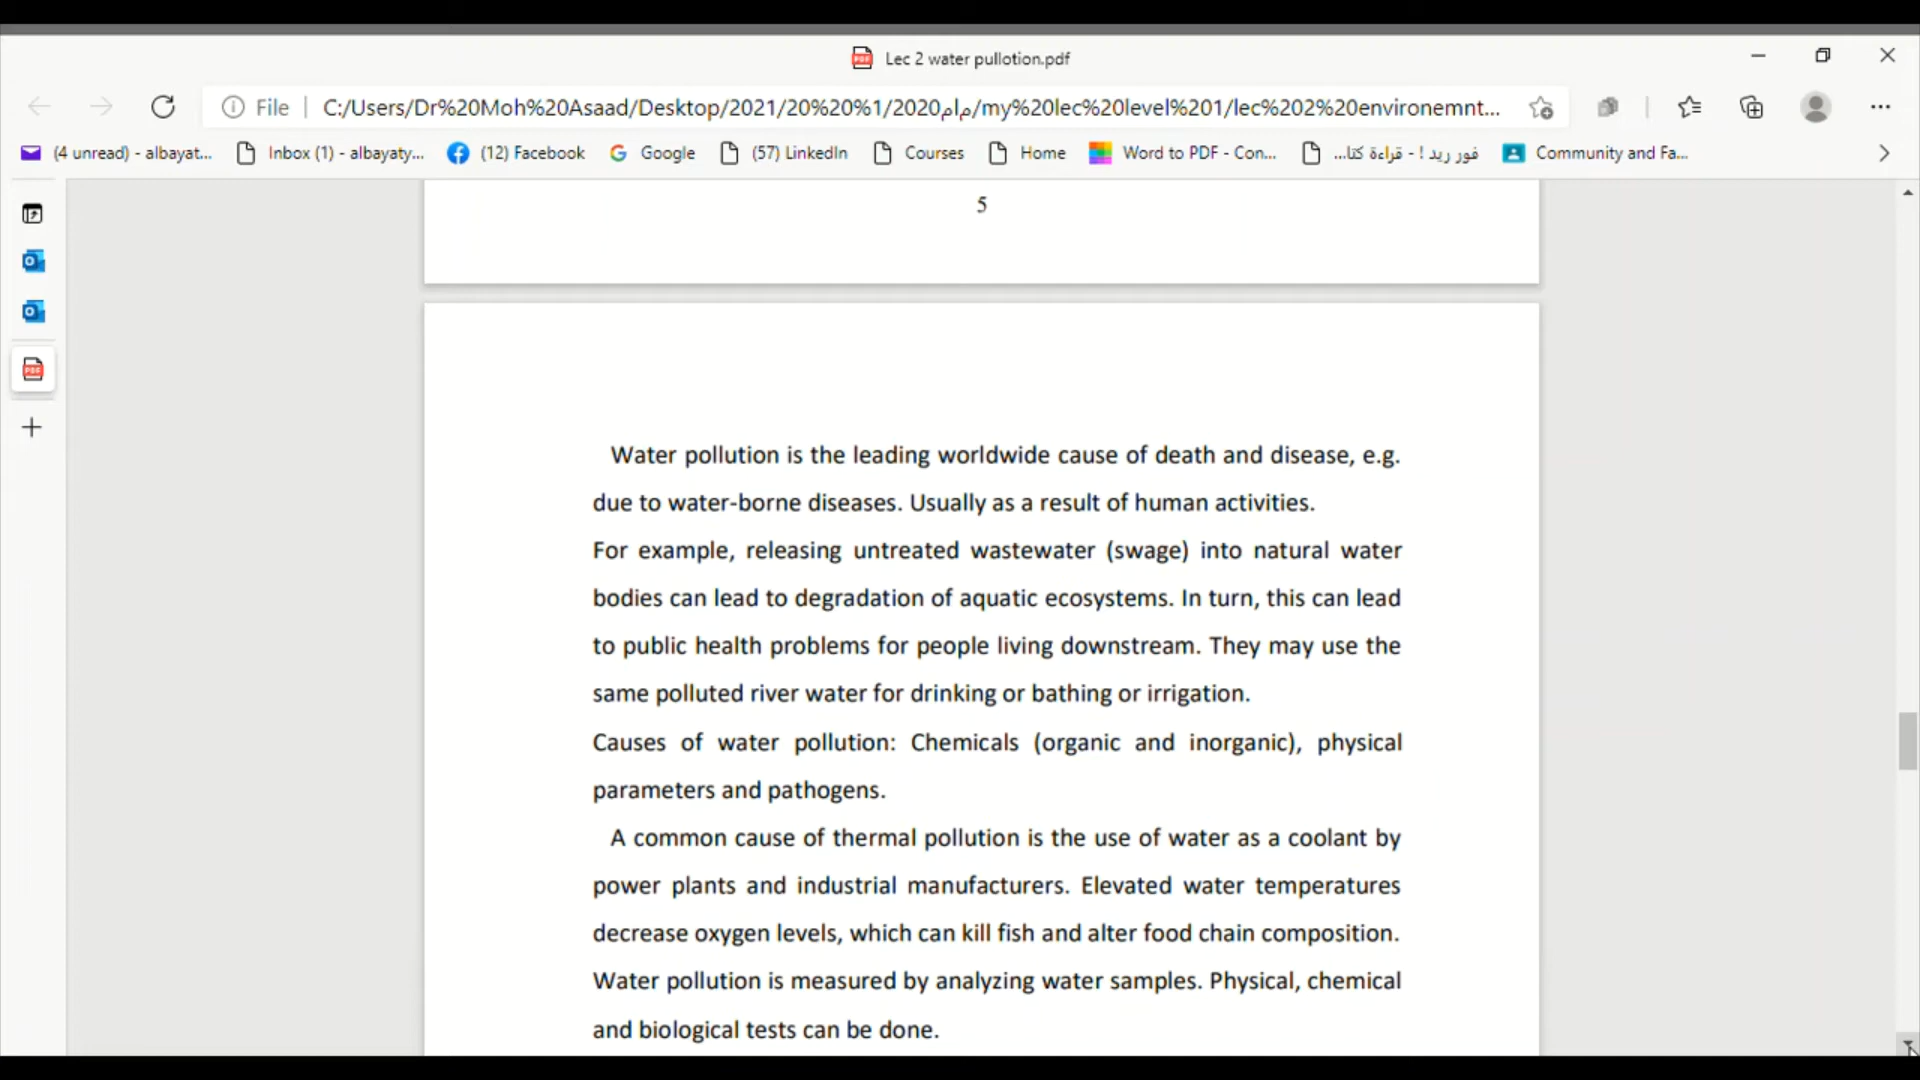 Lec 2 water pullotion.pdf
File
C:/Users/Dr%20Moh%20Asaad/Desktop/2021/20%20%1/2020مام/my%20lec%20level%201/lec%202%20environemnt...
(4 unread) - albayat...
Inbox (1) - albayaty...
(12) Facebook
Google
(57) LinkedIn
Courses
Home
Word to PDF - Con...
فور ريد ! - قراءة كتا...
Community and Fa...
5
Water pollution is the leading worldwide cause of death and disease, e.g.
due to water-borne diseases. Usually as a result of human activities.
For example, releasing untreated wastewater (swage) into natural water
bodies can lead to degradation of aquatic ecosystems. In turn, this can lead
to public health problems for people living downstream. They may use the
same polluted river water for drinking or bathing or irrigation.
Causes of water pollution: Chemicals (organic and inorganic), physical
parameters and pathogens.
A common cause of thermal pollution is the use of water as a coolant by
power plants and industrial manufacturers. Elevated water temperatures
decrease oxygen levels, which can kill fish and alter food chain composition.
Water pollution is measured by analyzing water samples. Physical, chemical
and biological tests can be done.